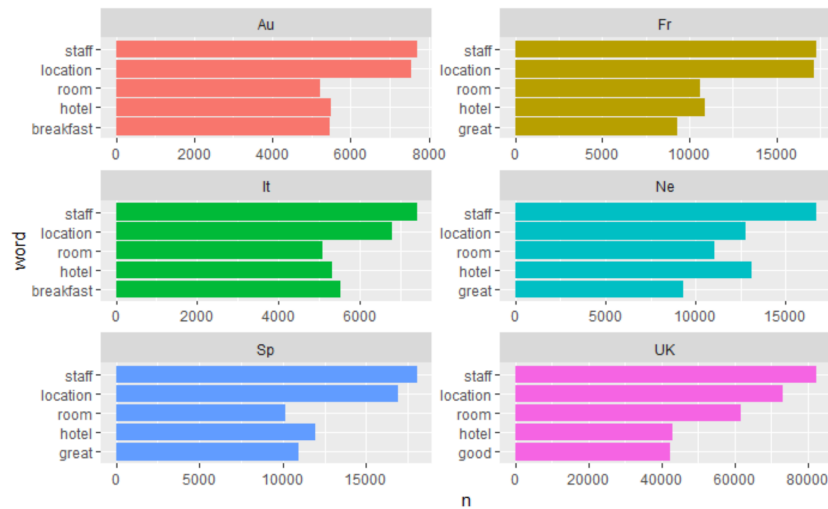 Au
staff
location
room
hotel
breakfast
0 2000 4000 6000 8000
Fr
staff
location
room
hotel
great
0 5000 10000 15000
It
staff
location
room
hotel
breakfast
0 2000 4000 6000
Ne
staff
location
room
hotel
great
0 5000 10000 15000
Sp
staff
location
room
hotel
great
0 5000 10000 15000
UK
staff
location
room
hotel
good
0 20000 40000 60000 80000
word
n